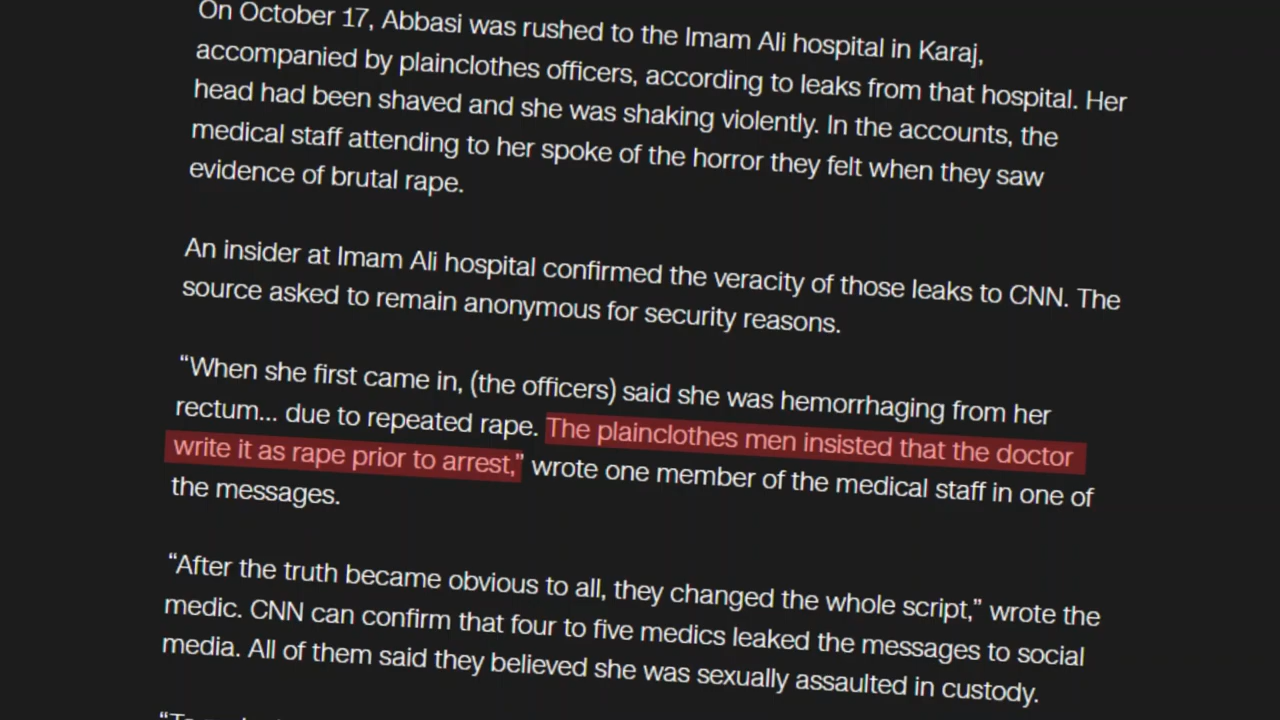 On October 17, Abbasi was rushed to the Imam Ali hospital in Karaj,
accompanied by plainclothes officers, according to leaks from that hospital. Her
head had been shaved and she was shaking violently. In the accounts, the
medical staff attending to her spoke of the horror they felt when they saw
evidence of brutal rape.
An insider at Imam Ali hospital confirmed the veracity of those leaks to CNN. The
source asked to remain anonymous for security reasons.
“When she first came in, (the officers) said she was hemorrhaging from her
rectum... due to repeated rape. The plainclothes men insisted that the doctor
write it as rape prior to arrest,” wrote one member of the medical staff in one of
the messages.
“After the truth became obvious to all, they changed the whole script,” wrote the
medic. CNN can confirm that four to five medics leaked the messages to social
media. All of them said they believed she was sexually assaulted in custody.